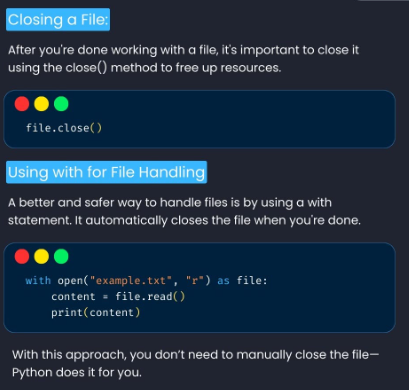 Closing a File:
After you're done working with a file, it's important to close it
using the close() method to free up resources.
file.close()
Using with for File Handling
A better and safer way to handle files is by using a with
statement. It automatically closes the file when you're done.
with open("example.txt", "r") as file:
    content = file.read()
    print(content)
With this approach, you don't need to manually close the file—
Python does it for you.